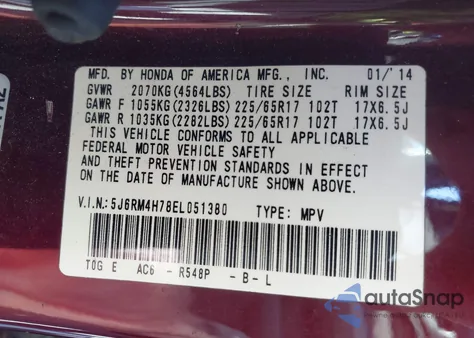 MFD. BY HONDA OF AMERICA MFG., INC. 01/'14
GVWR 2070KG(4564LBS) TIRE SIZE RIM SIZE
GAWR F 1055KG(2326LBS) 225/65R17 102T 17X6.5J
GAWR R 1035KG(2282LBS) 225/65R17 102T 17X6.5J
THIS VEHICLE CONFORMS TO ALL APPLICABLE
FEDERAL MOTOR VEHICLE SAFETY
AND THEFT PREVENTION STANDARDS IN EFFECT
ON THE DATE OF MANUFACTURE SHOWN ABOVE.
V.I.N.:5J6RM4H78EL051380 TYPE: MPV
T0G E AC6 - R548P - B - L
autoSnap